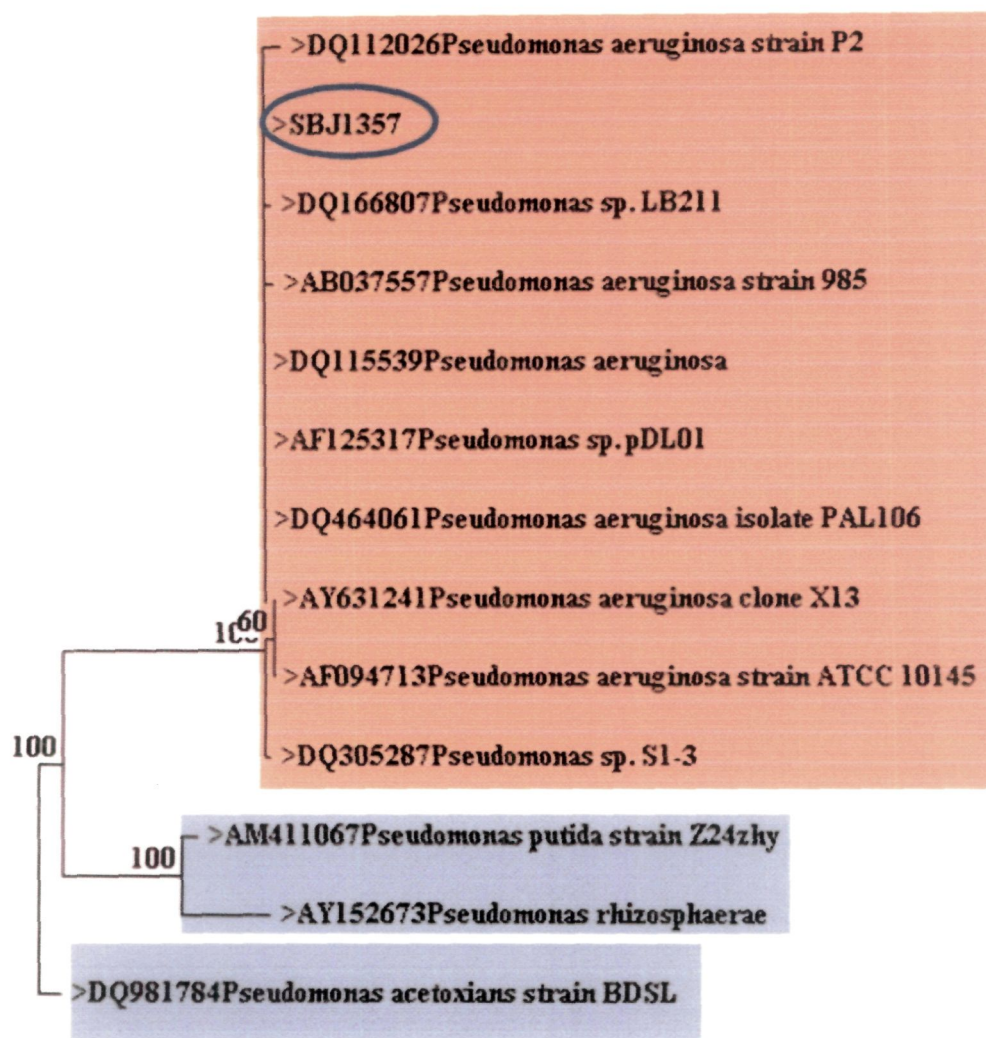 >DQ112026Pseudomonas aeruginosa strain P2
>SBJ1357
>DQ166807Pseudomonas sp. LB211
>AB037557Pseudomonas aeruginosa strain 985
>DQ115539Pseudomonas aeruginosa
>AF125317Pseudomonas sp. pDL01
>DQ464061Pseudomonas aeruginosa isolate PAL106
>AY631241Pseudomonas aeruginosa clone X13
60
>AF094713Pseudomonas aeruginosa strain ATCC 10145
100
>DQ305287Pseudomonas sp. S1-3
>AM411067Pseudomonas putida strain Z24zhy
100
>AY152673Pseudomonas rhizosphaerae
>DQ981784Pseudomonas acetoxians strain BDSL